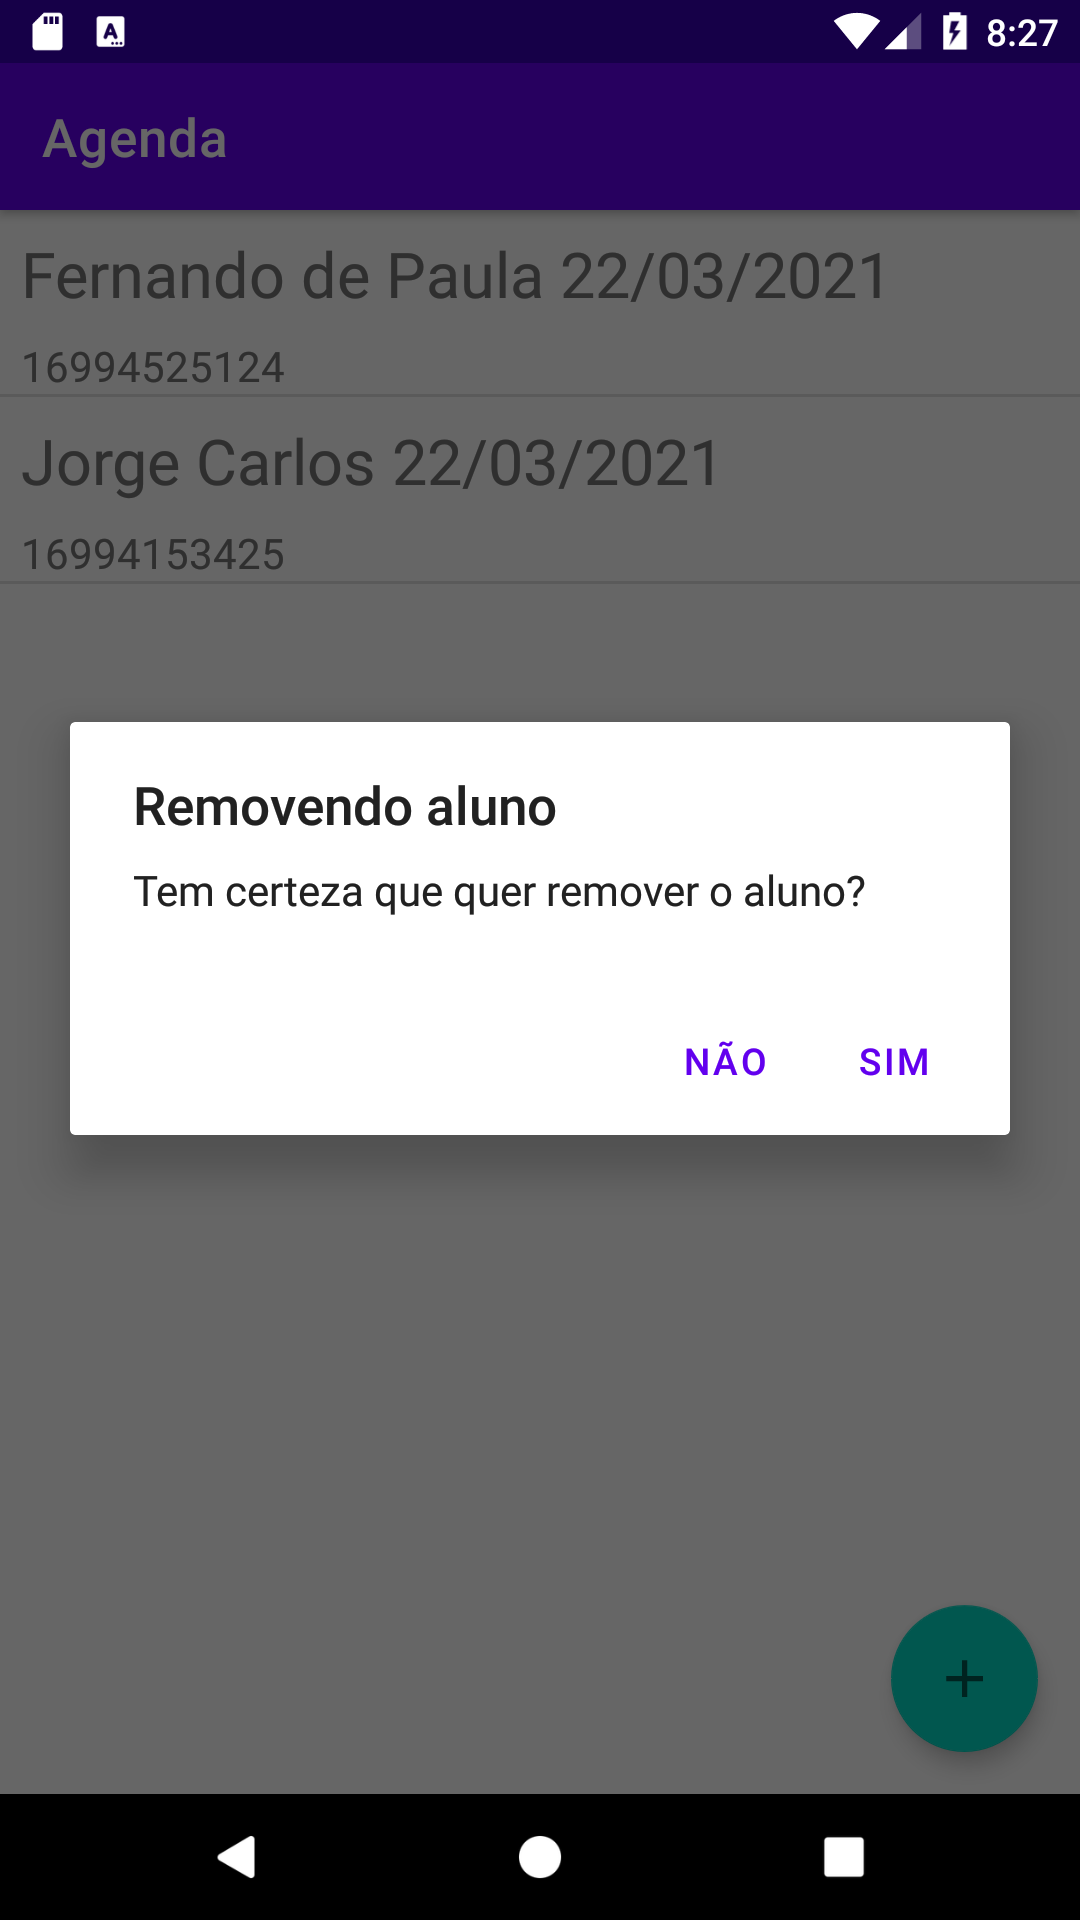 8:27
Agenda
Fernando de Paula 22/03/2021
16994525124
Jorge Carlos 22/03/2021
16994153425
Removendo aluno
Tem certeza que quer remover o aluno?
NÃO SIM